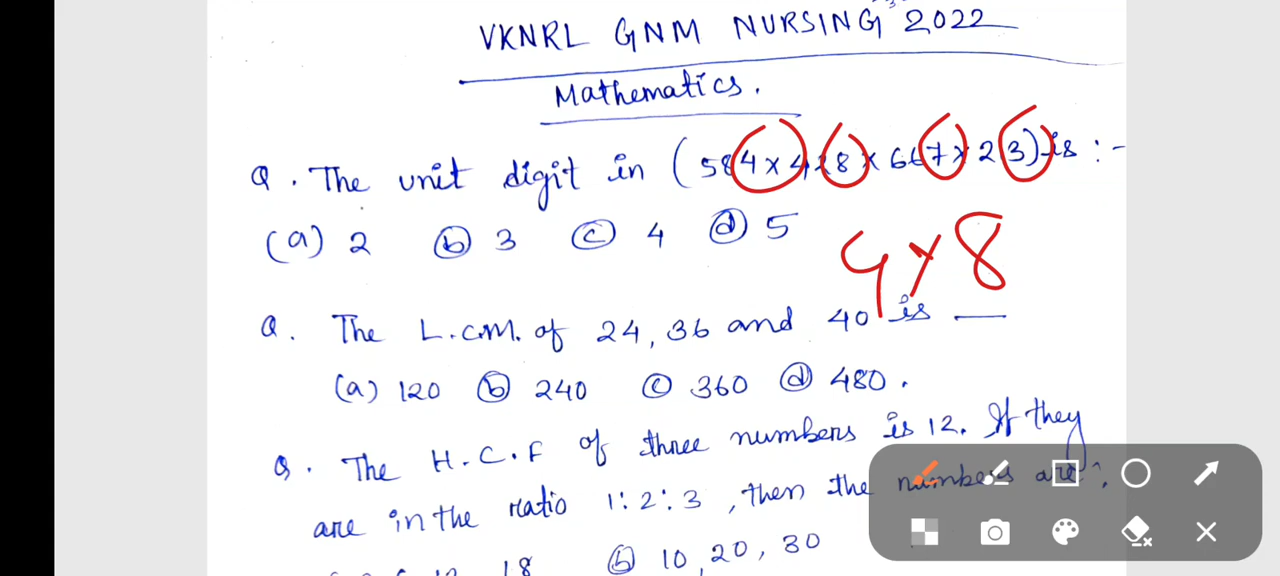 VKNRL GNM NURSING 2022
Mathematics.
Q. The unit digit in (584 × 428 × 667 × 23) is :-
(a) 2 (b) 3 (c) 4 (d) 5
4 × 8
Q. The L.C.M. of 24, 36 and 40 is __
(a) 120 (b) 240 (c) 360 (d) 480.
Q. The H.C.F of three numbers is 12. If they
are in the ratio 1:2:3, then the numbers are:
18 (b) 10, 20, 30